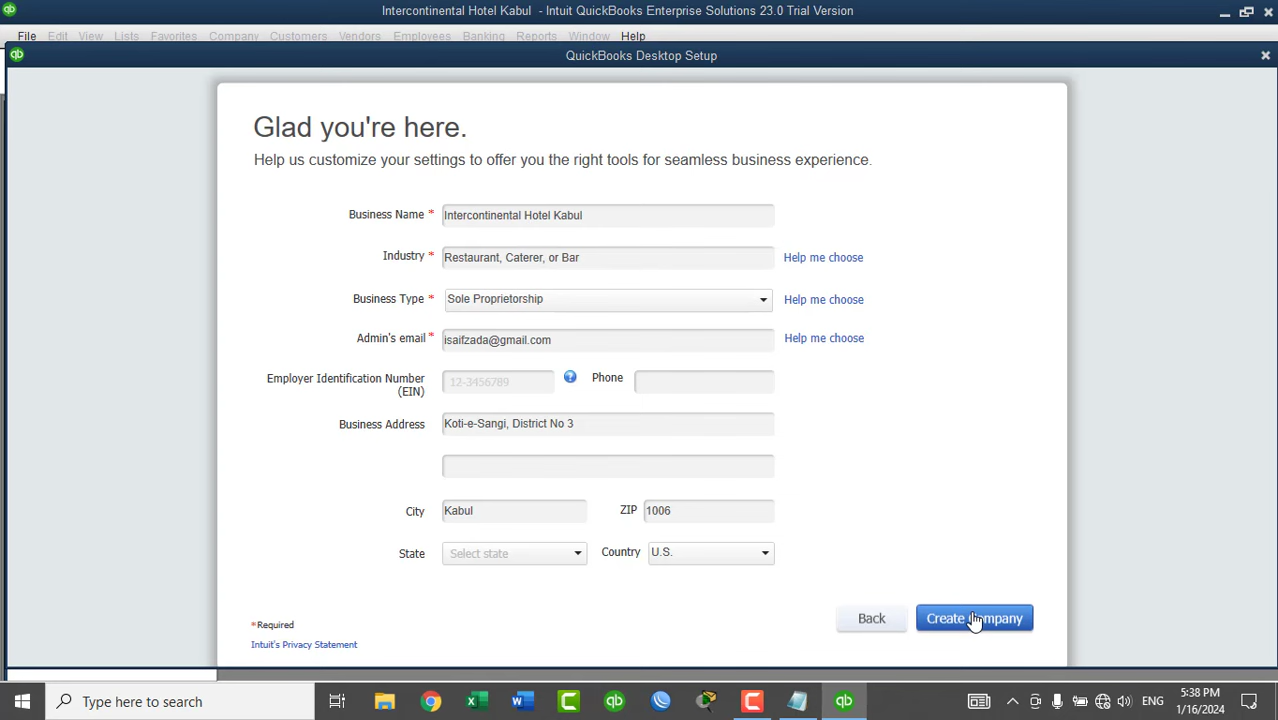 Intercontinental Hotel Kabul - Intuit QuickBooks Enterprise Solutions 23.0 Trial Version
File Edit View Lists Favorites Company Customers Vendors Employees Banking Reports Window Help
QuickBooks Desktop Setup
Glad you're here.
Help us customize your settings to offer you the right tools for seamless business experience.
Business Name * Intercontinental Hotel Kabul
Industry * Restaurant, Caterer, or Bar Help me choose
Business Type * Sole Proprietorship Help me choose
Admin's email * isaifzada@gmail.com Help me choose
Employer Identification Number (EIN) 12-3456789 Phone
Business Address Koti-e-Sangi, District No 3
City Kabul ZIP 1006
State Select state Country U.S.
Back Create Company
*Required
Intuit's Privacy Statement
Type here to search
ENG
5:38 PM
1/16/2024